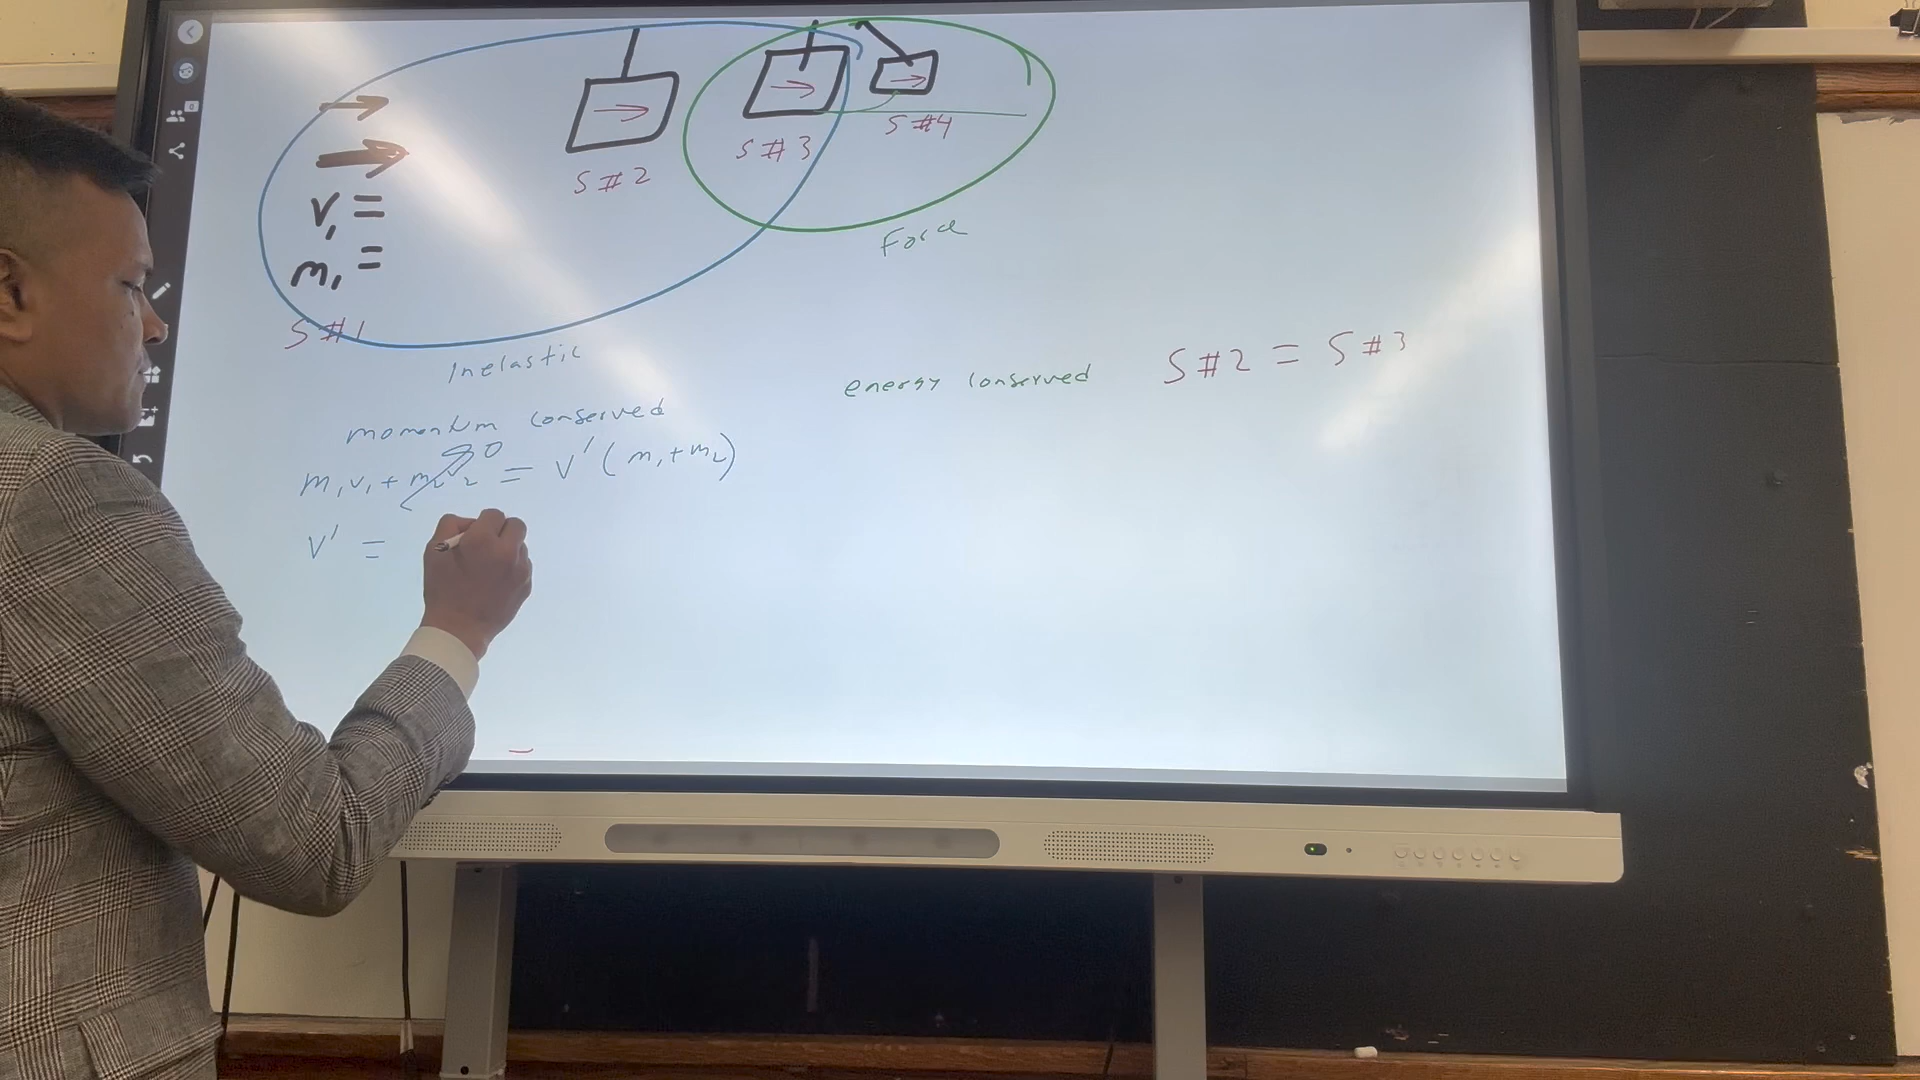 S#2
S#3
S#4
v₁ =
m₁ =
S#1
Force
Inelastic
energy conserved
S#2 = S#3
momentum conserved
m₁v₁ + m₂v₂ 0 = v'(m₁+m₂)
v' =